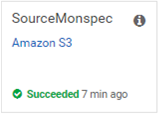 SourceMonspec
Amazon S3
Succeeded 7 min ago